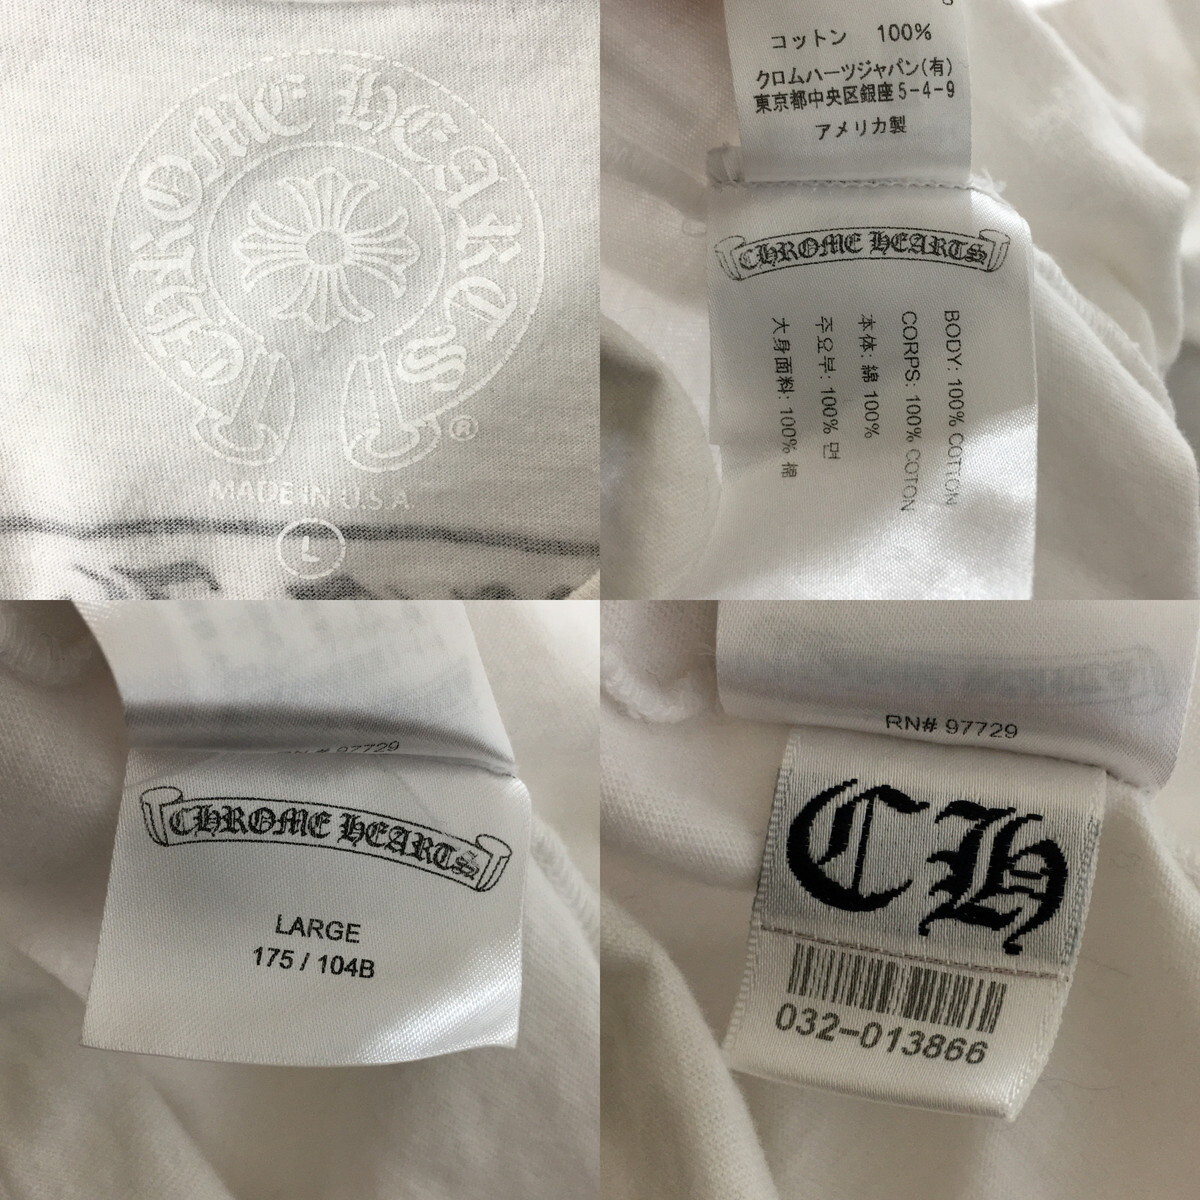 CHROME HEARTS
®
MADE IN U.S.A
L
コットン 100%
クロムハーツジャパン(有)
東京都中央区銀座5-4-9
アメリカ製
CHROME HEARTS
BODY: 100% COTTON
CORPS: 100% COTON
本体: 綿 100%
주요부: 100% 면
大身面料: 100% 棉
RN# 97729
CHROME HEARTS
LARGE
175 / 104B
RN# 97729
CH
032-013866